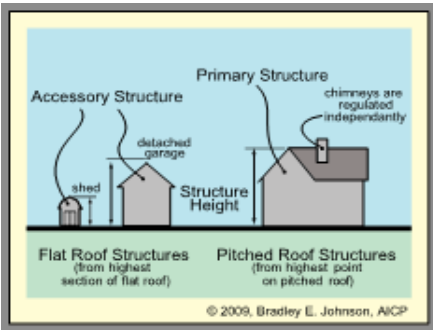 Primary Structure
chimneys are
regulated
independantly
Accessory Structure
detached
garage
shed
Structure
Height
Flat Roof Structures
(from highest
section of flat roof)
Pitched Roof Structures
(from highest point
on pitched roof)
© 2009, Bradley E. Johnson, AICP